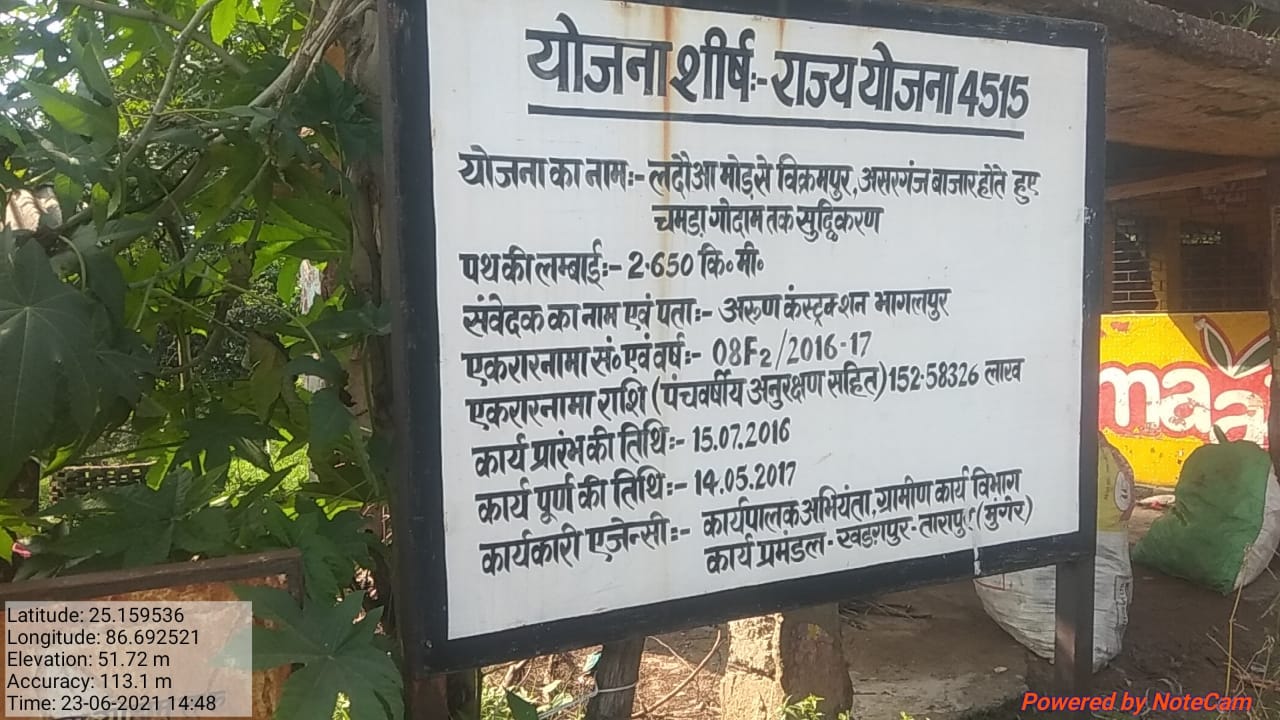 योजना शीर्ष:- राज्य योजना 4515
योजना का नाम:- लदौआ मोड़ से विक्रमपुर, असरगंज बाजार होते हुए
चमडा़ गोदाम तक सुद्धिकरण
पथ की लम्बाई:- 2.650 कि॰ मी॰
संवेदक का नाम एवं पता:- अरूण कंस्ट्रक्शन भागलपुर
एकरारनामा सं॰ एवं वर्ष:- 08F2/2016-17
एकरारनामा राशि (पंचवर्षीय अनुरक्षण सहित) 152.58326 लाख
कार्य प्रारंभ की तिथि:- 15.07.2016
कार्य पूर्ण की तिथि:- 14.05.2017
कार्यकारी एजेन्सी:- कार्यपालक अभियंता, ग्रामीण कार्य विभाग
कार्य प्रमंडल- खड़गपुर-तारापुर (मुंगेर)
maa
Latitude: 25.159536
Longitude: 86.692521
Elevation: 51.72 m
Accuracy: 113.1 m
Time: 23-06-2021 14:48
Powered by NoteCam